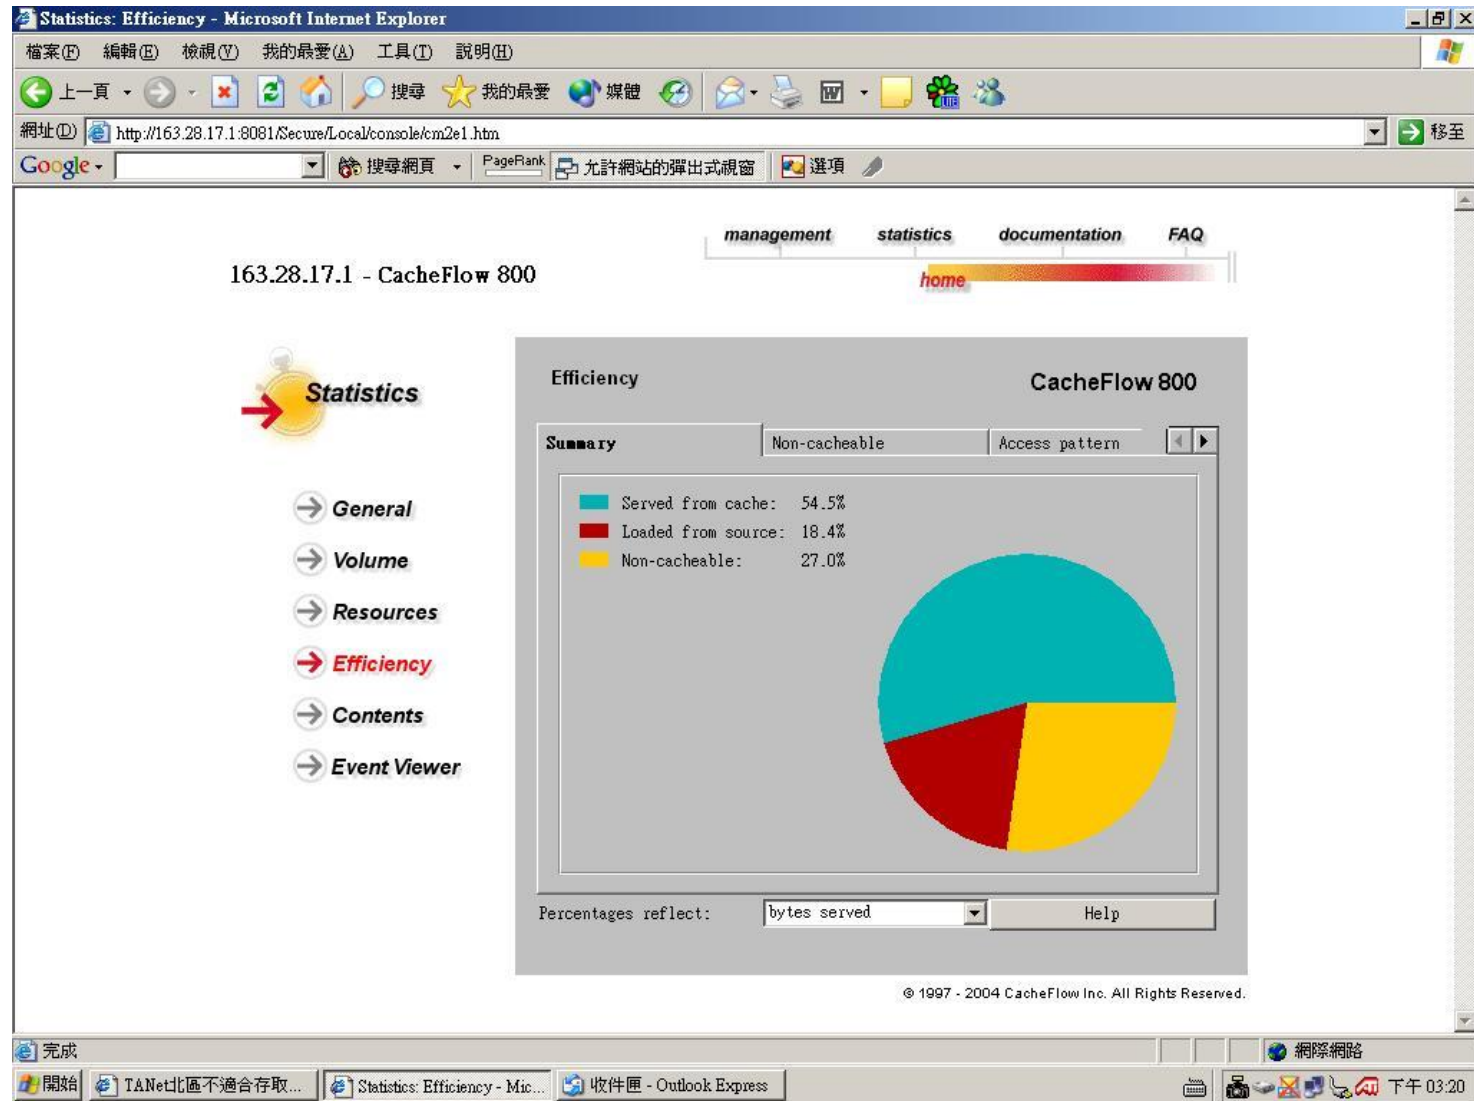 Statistics: Efficiency - Microsoft Internet Explorer
檔案(F) 編輯(E) 檢視(V) 我的最愛(A) 工具(T) 說明(H)
上一頁 搜尋 我的最愛 媒體
網址(D) http://163.28.17.1:8081/Secure/Local/console/cm2e1.htm 移至
Google 搜尋網頁 PageRank 允許網站的彈出式視窗 選項
management statistics documentation FAQ
163.28.17.1 - CacheFlow 800
home
Statistics
Efficiency CacheFlow 800
Summary Non-cacheable Access pattern
Served from cache: 54.5%
Loaded from source: 18.4%
Non-cacheable: 27.0%
General
Volume
Resources
Efficiency
Contents
Event Viewer
Percentages reflect: bytes served Help
© 1997 - 2004 CacheFlow Inc. All Rights Reserved.
完成 網際網路
開始 TANet北區不適合存取... Statistics: Efficiency - Mic... 收件匣 - Outlook Express 下午 03:20